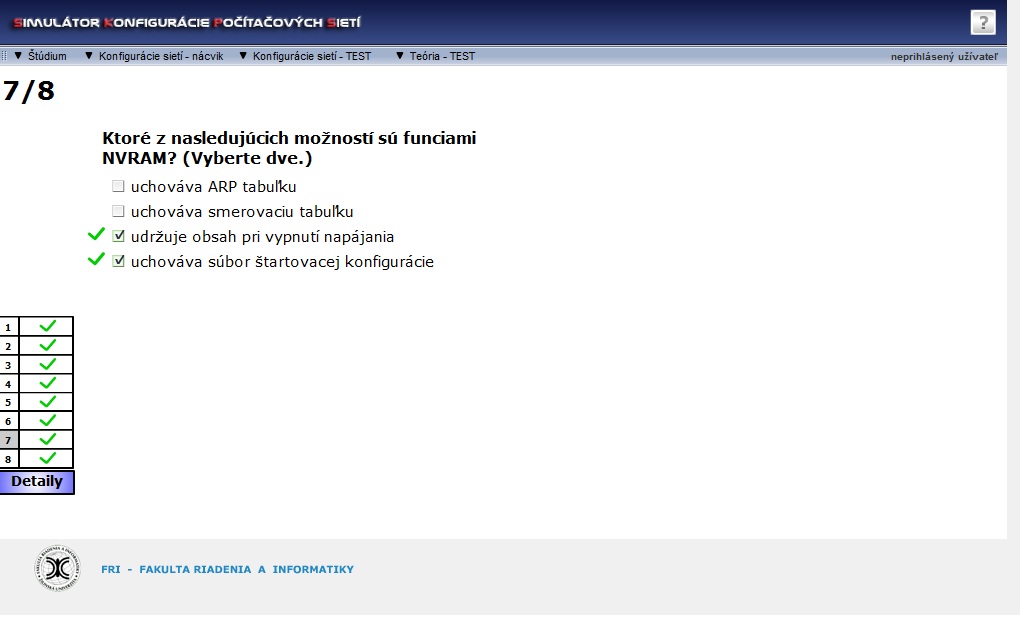 SIMULÁTOR KONFIGURÁCIE POČÍTAČOVÝCH SIETÍ
?
▼ Štúdium ▼ Konfigurácie sietí - nácvik ▼ Konfigurácie sietí - TEST ▼ Teória - TEST neprihlásený užívateľ
7/8
Ktoré z nasledujúcich možností sú funciami
NVRAM? (Vyberte dve.)
uchováva ARP tabuľku
uchováva smerovaciu tabuľku
udržuje obsah pri vypnutí napájania
uchováva súbor štartovacej konfigurácie
1
2
3
4
5
6
7
8
Detaily
FRI - FAKULTA RIADENIA A INFORMATIKY